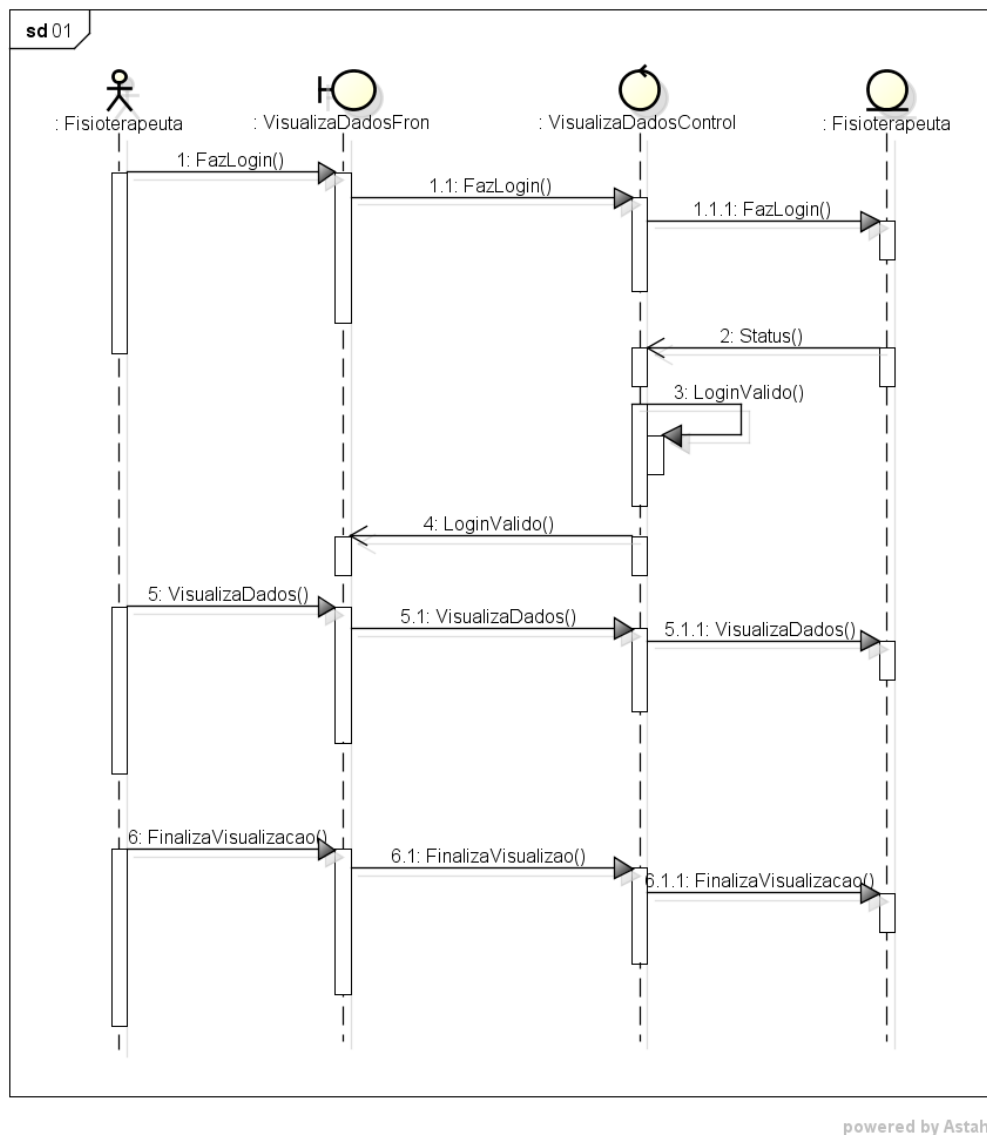 sd 01
: Fisioterapeuta
: VisualizaDadosFron
: VisualizaDadosControl
: Fisioterapeuta
1: FazLogin()
1.1: FazLogin()
1.1.1: FazLogin()
2: Status()
3: LoginValido()
4: LoginValido()
5: VisualizaDados()
5.1: VisualizaDados()
5.1.1: VisualizaDados()
6: FinalizaVisualizacao()
6.1: FinalizaVisualizao()
6.1.1: FinalizaVisualizacao()
powered by Astah